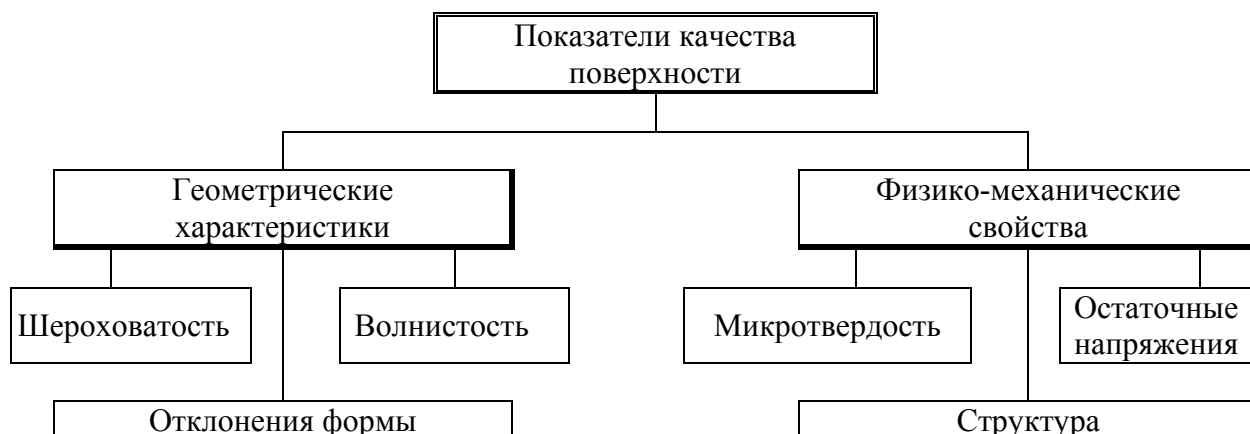 Показатели качества
поверхности
Геометрические
характеристики
Физико-механические
свойства
Шероховатость
Волнистость
Микротвердость
Остаточные
напряжения
Отклонения формы
Структура